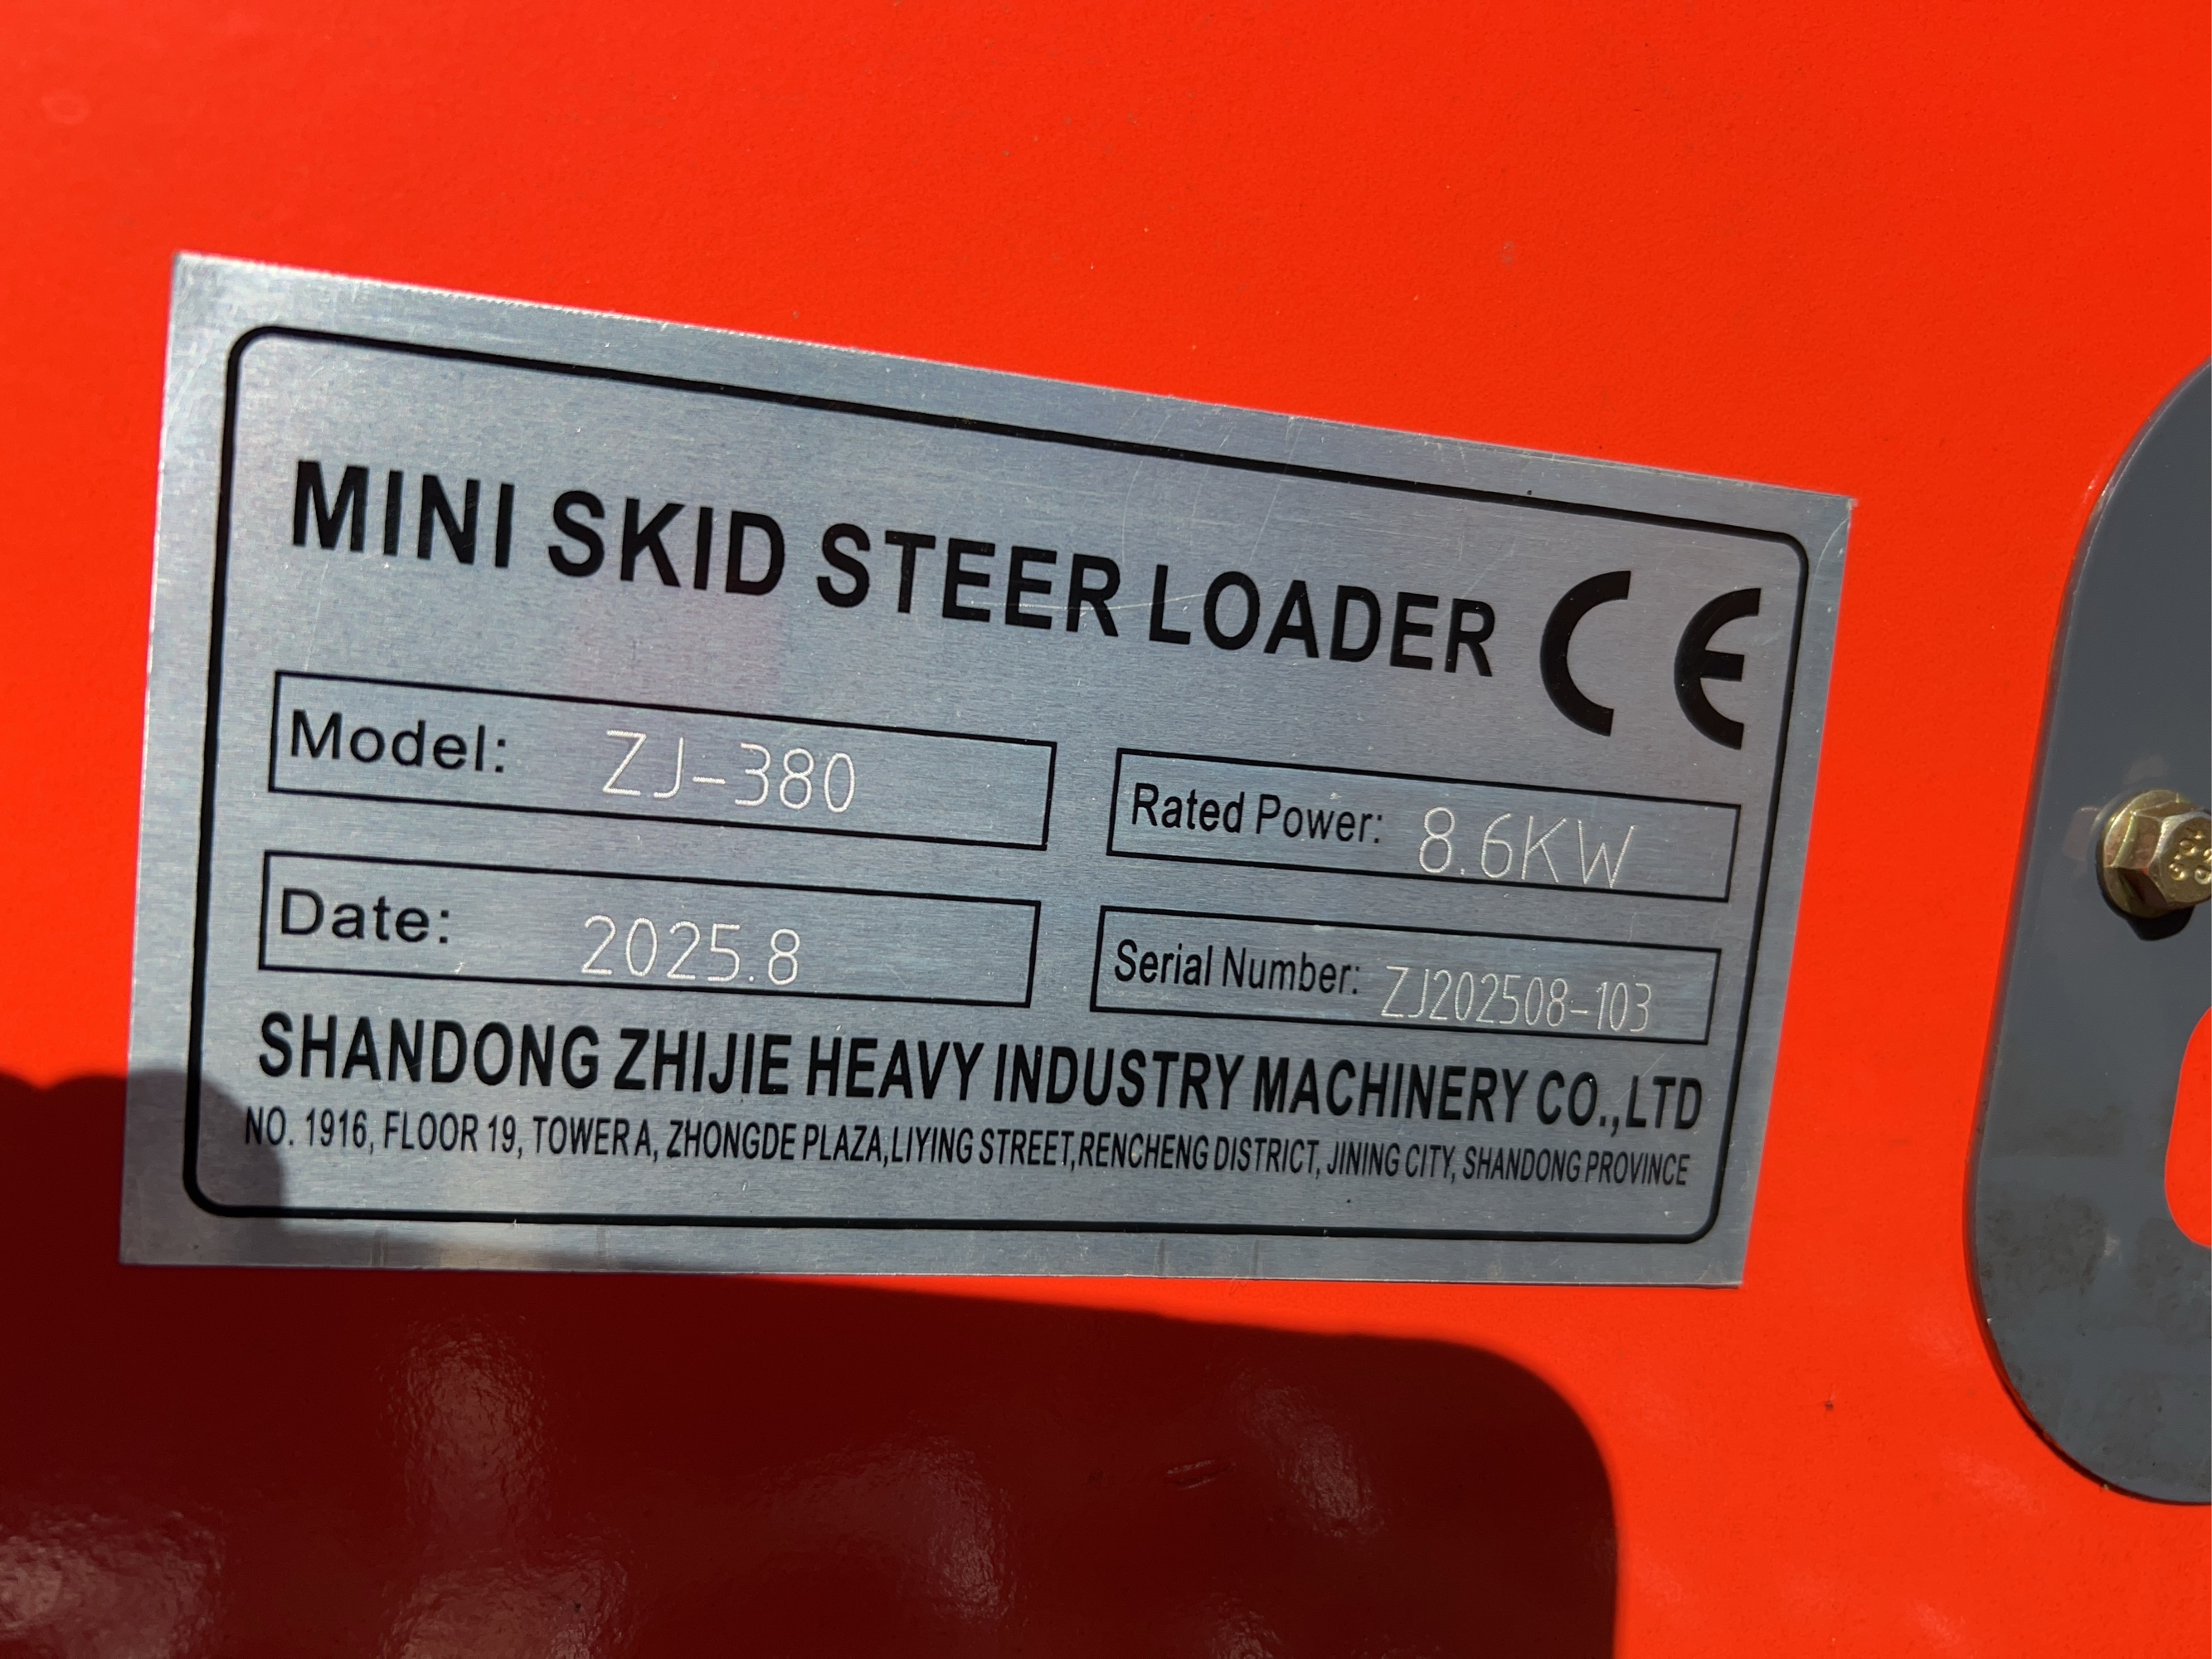 MINI SKID STEER LOADER CE
Model: ZJ-380
Rated Power: 8.6KW
Date: 2025.8
Serial Number: ZJ202508-103
SHANDONG ZHIJIE HEAVY INDUSTRY MACHINERY CO.,LTD
NO. 1916, FLOOR 19, TOWER A, ZHONGDE PLAZA,LIYING STREET,RENCHENG DISTRICT, JINING CITY, SHANDONG PROVINCE